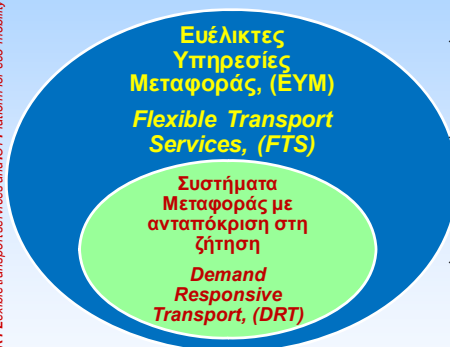 Ευέλικτες
Υπηρεσίες
Μεταφοράς, (ΕΥΜ)
Flexible Transport
Services, (FTS)
Συστήματα
Μεταφοράς με
ανταπόκριση στη
ζήτηση
Demand
Responsive
Transport, (DRT)